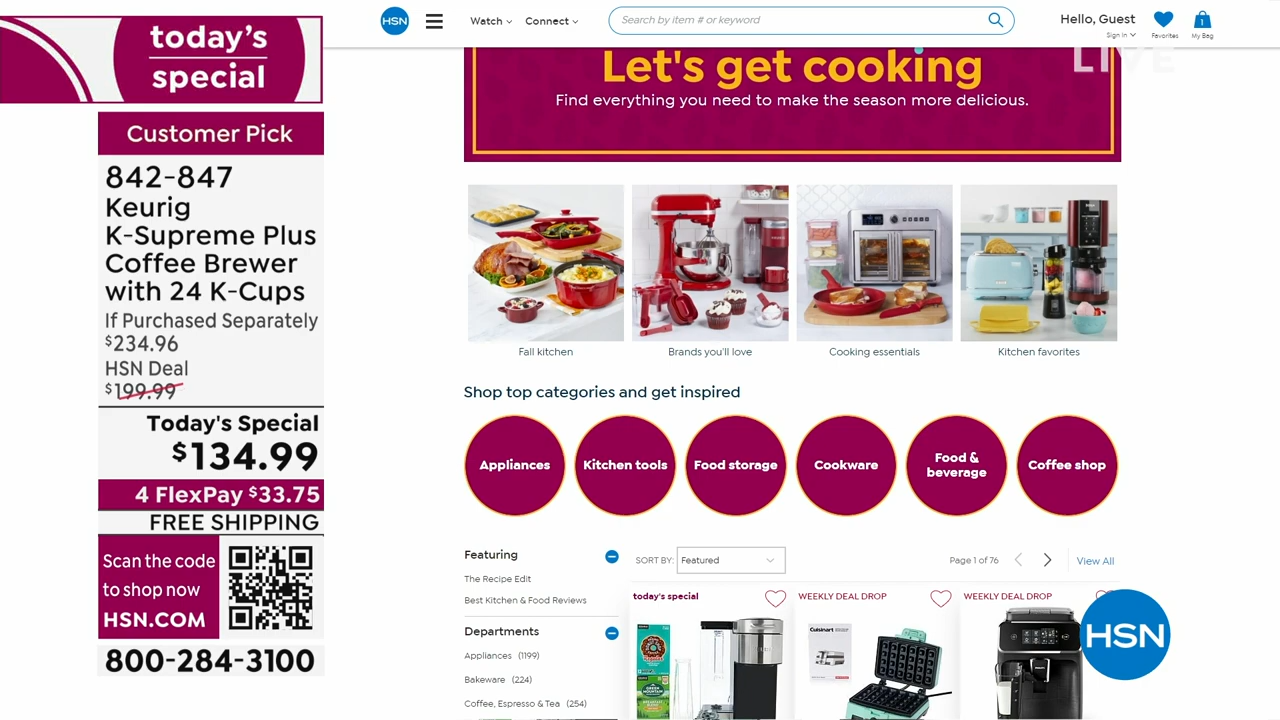 today's
special
Customer Pick
842-847
Keurig
K-Supreme Plus
Coffee Brewer
with 24 K-Cups
If Purchased Separately
$234.96
HSN Deal
$199.99
Today's Special
$134.99
4 FlexPay $33.75
FREE SHIPPING
Scan the code
to shop now
HSN.COM
800-284-3100
HSN
Watch
Connect
Search by item # or keyword
Hello, Guest
Sign In
Favorites
1
My Bag
LIVE
Let's get cooking
Find everything you need to make the season more delicious.
Fall kitchen
Brands you'll love
Cooking essentials
Kitchen favorites
Shop top categories and get inspired
Appliances
Kitchen tools
Food storage
Cookware
Food &
beverage
Coffee shop
Featuring
The Recipe Edit
Best Kitchen & Food Reviews
Departments
Appliances (1199)
Bakeware (224)
Coffee, Espresso & Tea (254)
SORT BY: Featured
Page 1 of 76
View All
today's special
WEEKLY DEAL DROP
WEEKLY DEAL DROP
Cuisinart
HSN